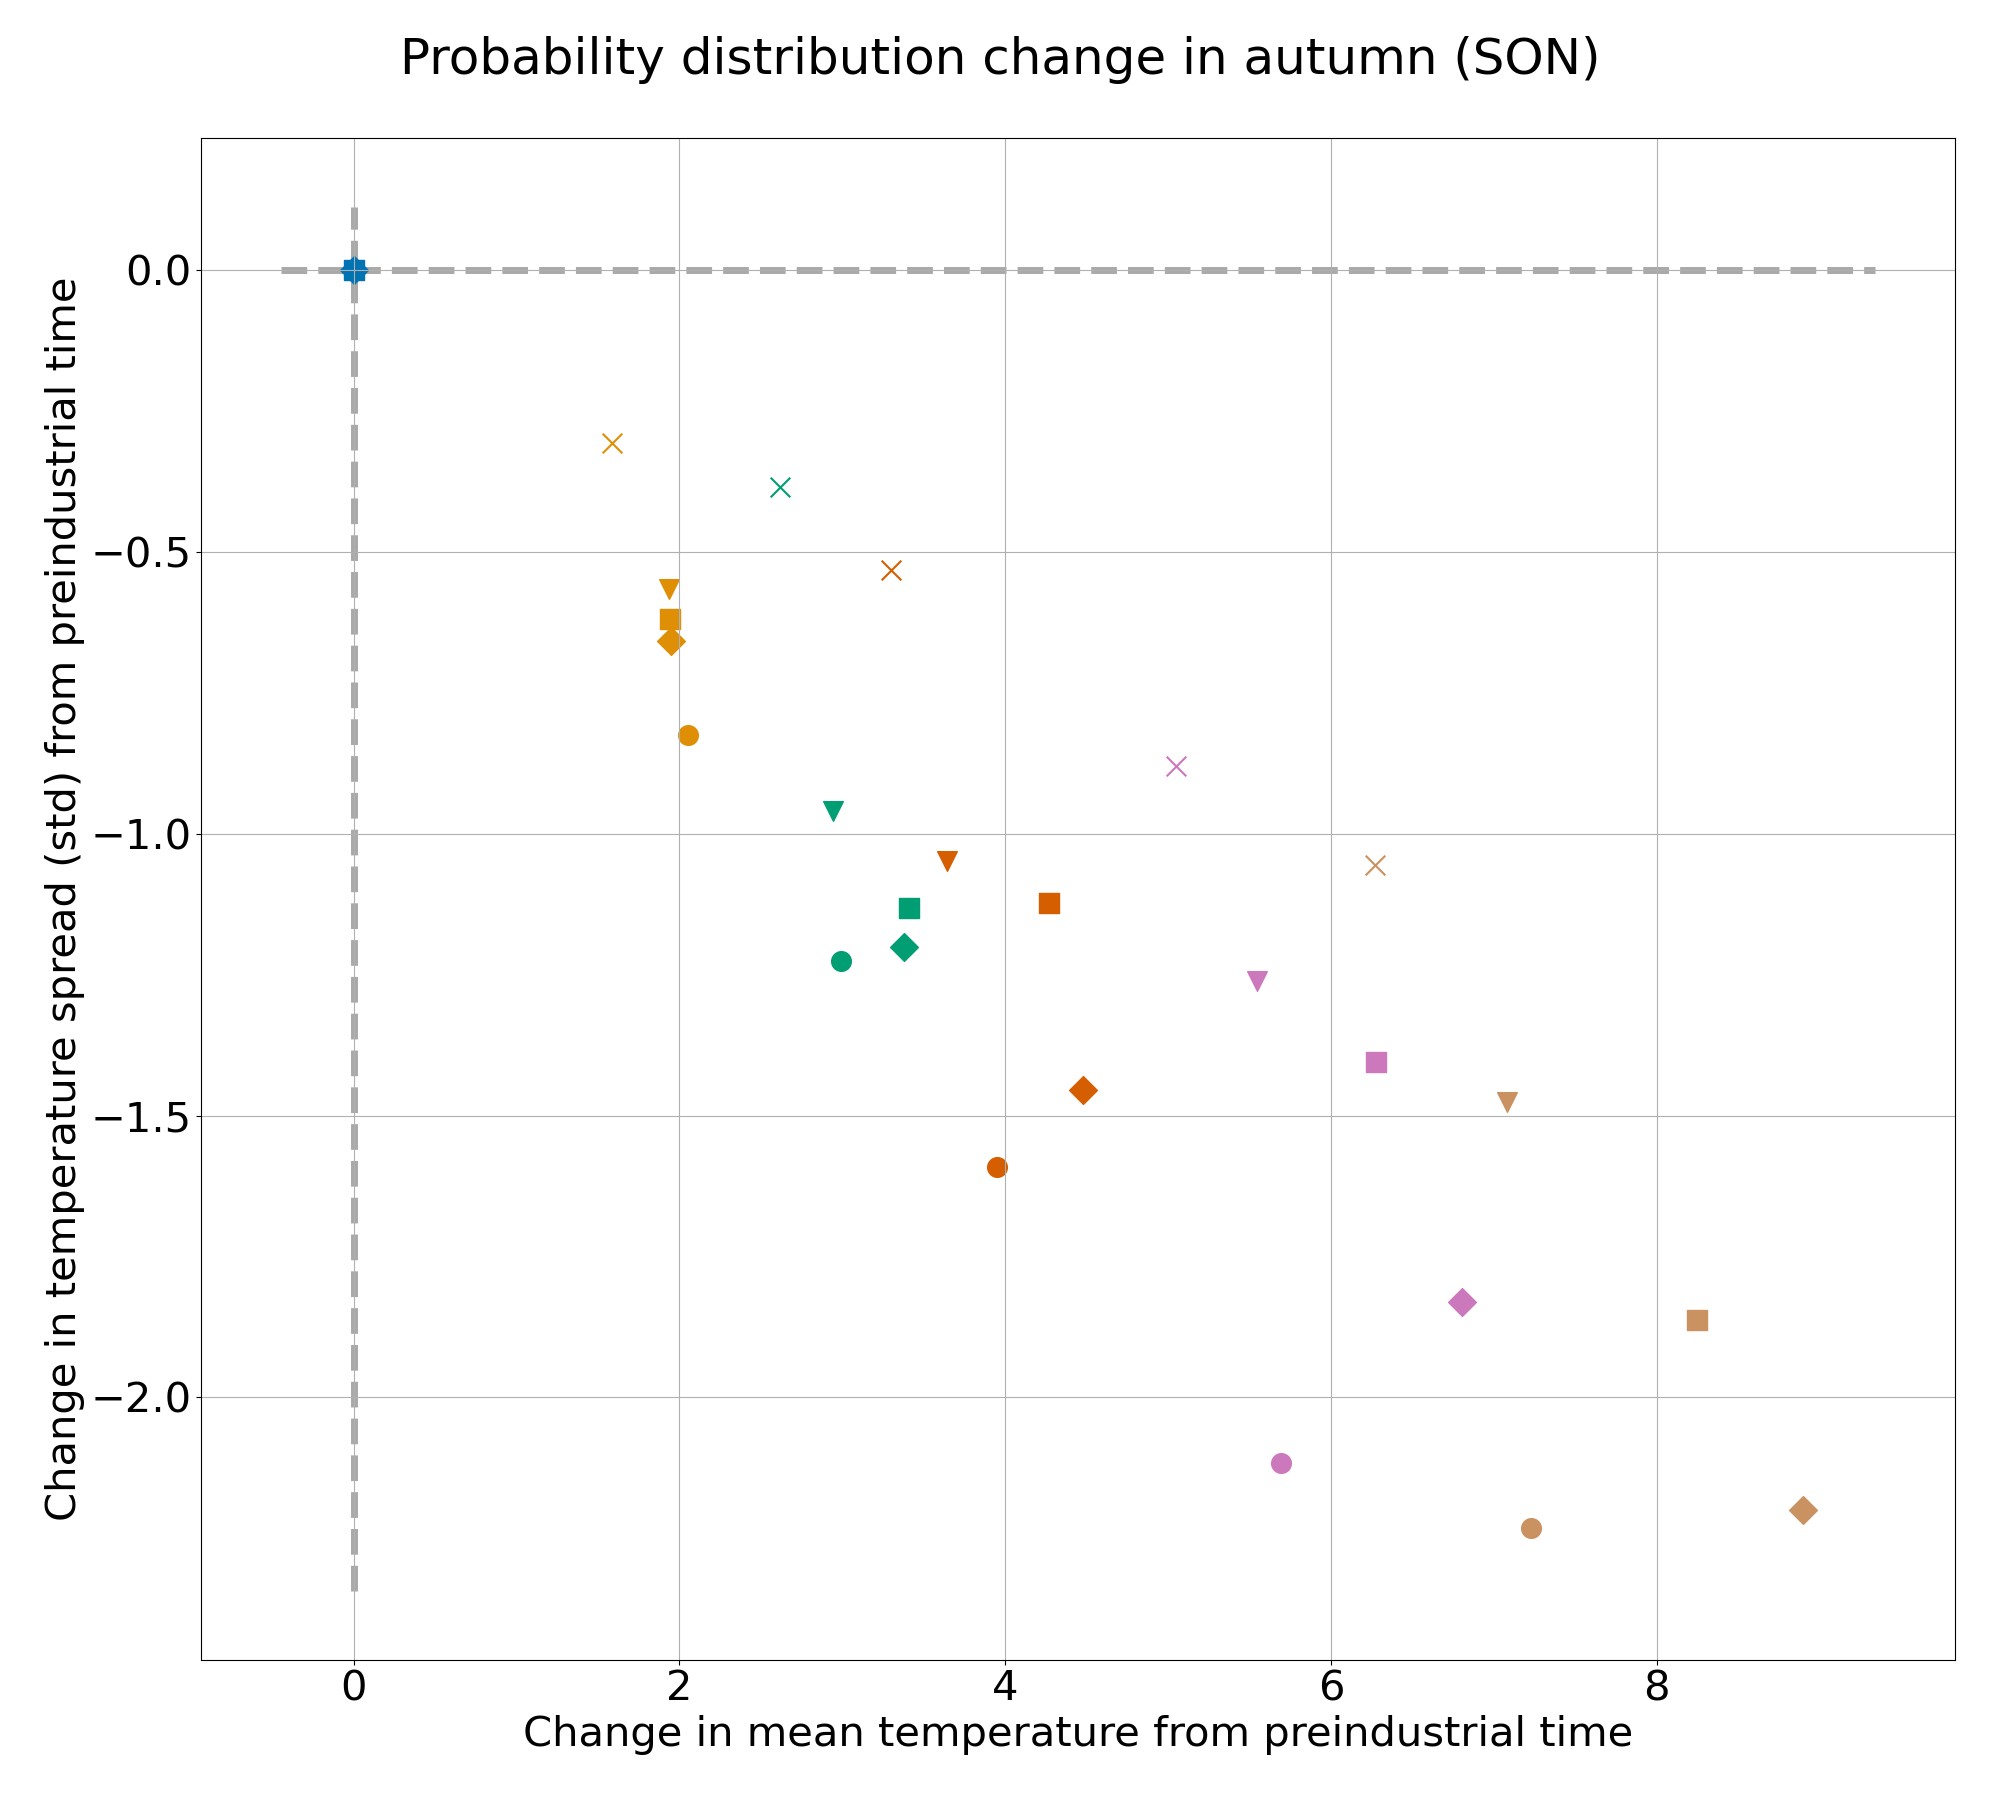 Probability distribution change in autumn (SON)
Change in temperature spread (std) from preindustrial time
0.0
−0.5
−1.0
−1.5
−2.0
0 2 4 6 8
Change in mean temperature from preindustrial time